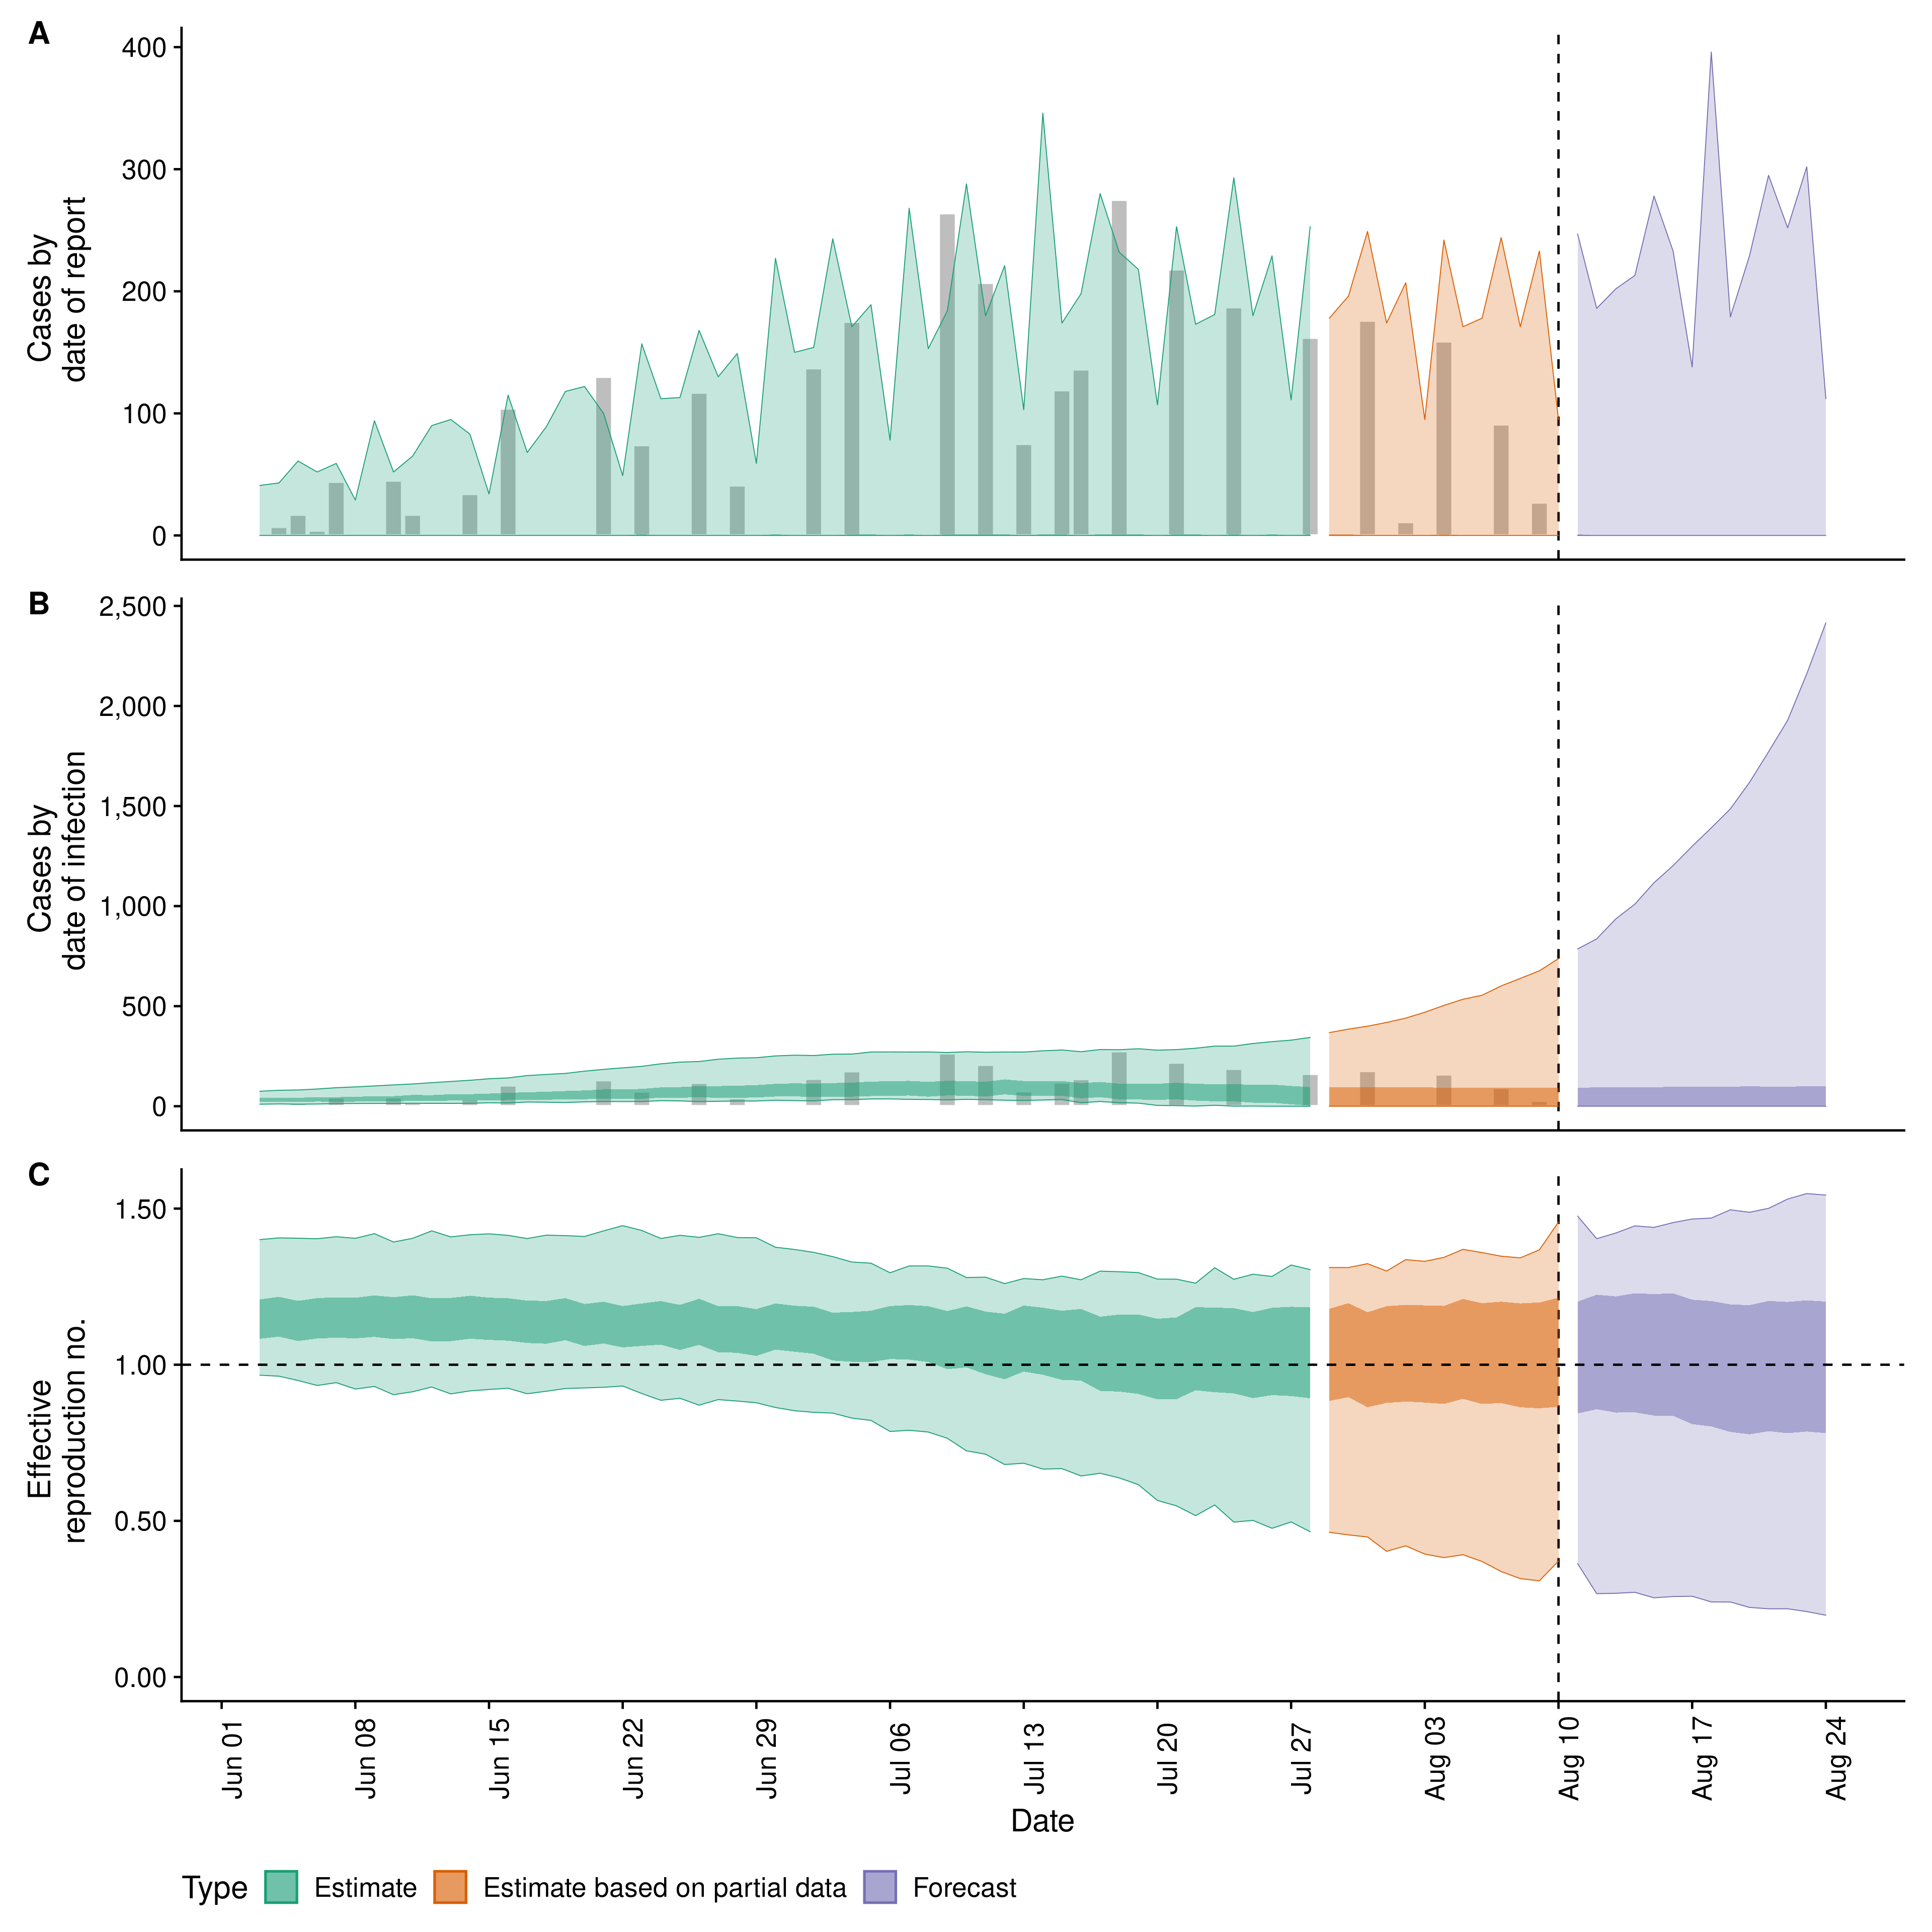 A
400
300
200
100
0
Cases by
date of report
B
2,500
2,000
1,500
1,000
500
0
Cases by
date of infection
C
1.50
1.00
0.50
0.00
Effective
reproduction no.
Jun 01
Jun 08
Jun 15
Jun 22
Jun 29
Jul 06
Jul 13
Jul 20
Jul 27
Aug 03
Aug 10
Aug 17
Aug 24
Date
Type Estimate Estimate based on partial data Forecast